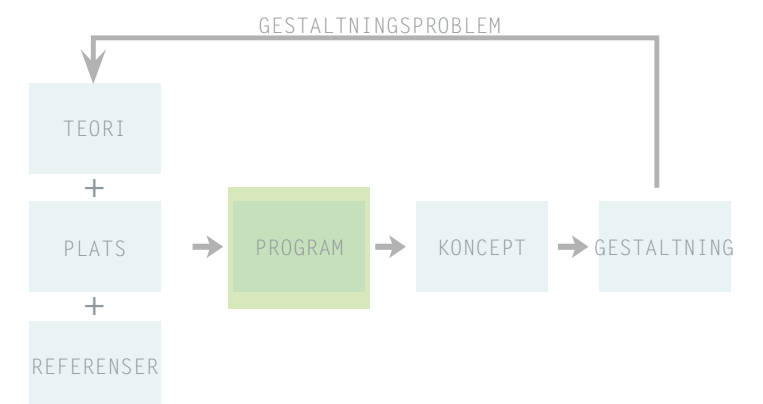 GESTALTNINGSPROBLEM
TEORI
+
PLATS
PROGRAM
KONCEPT
GESTALTNING
+
REFERENSER